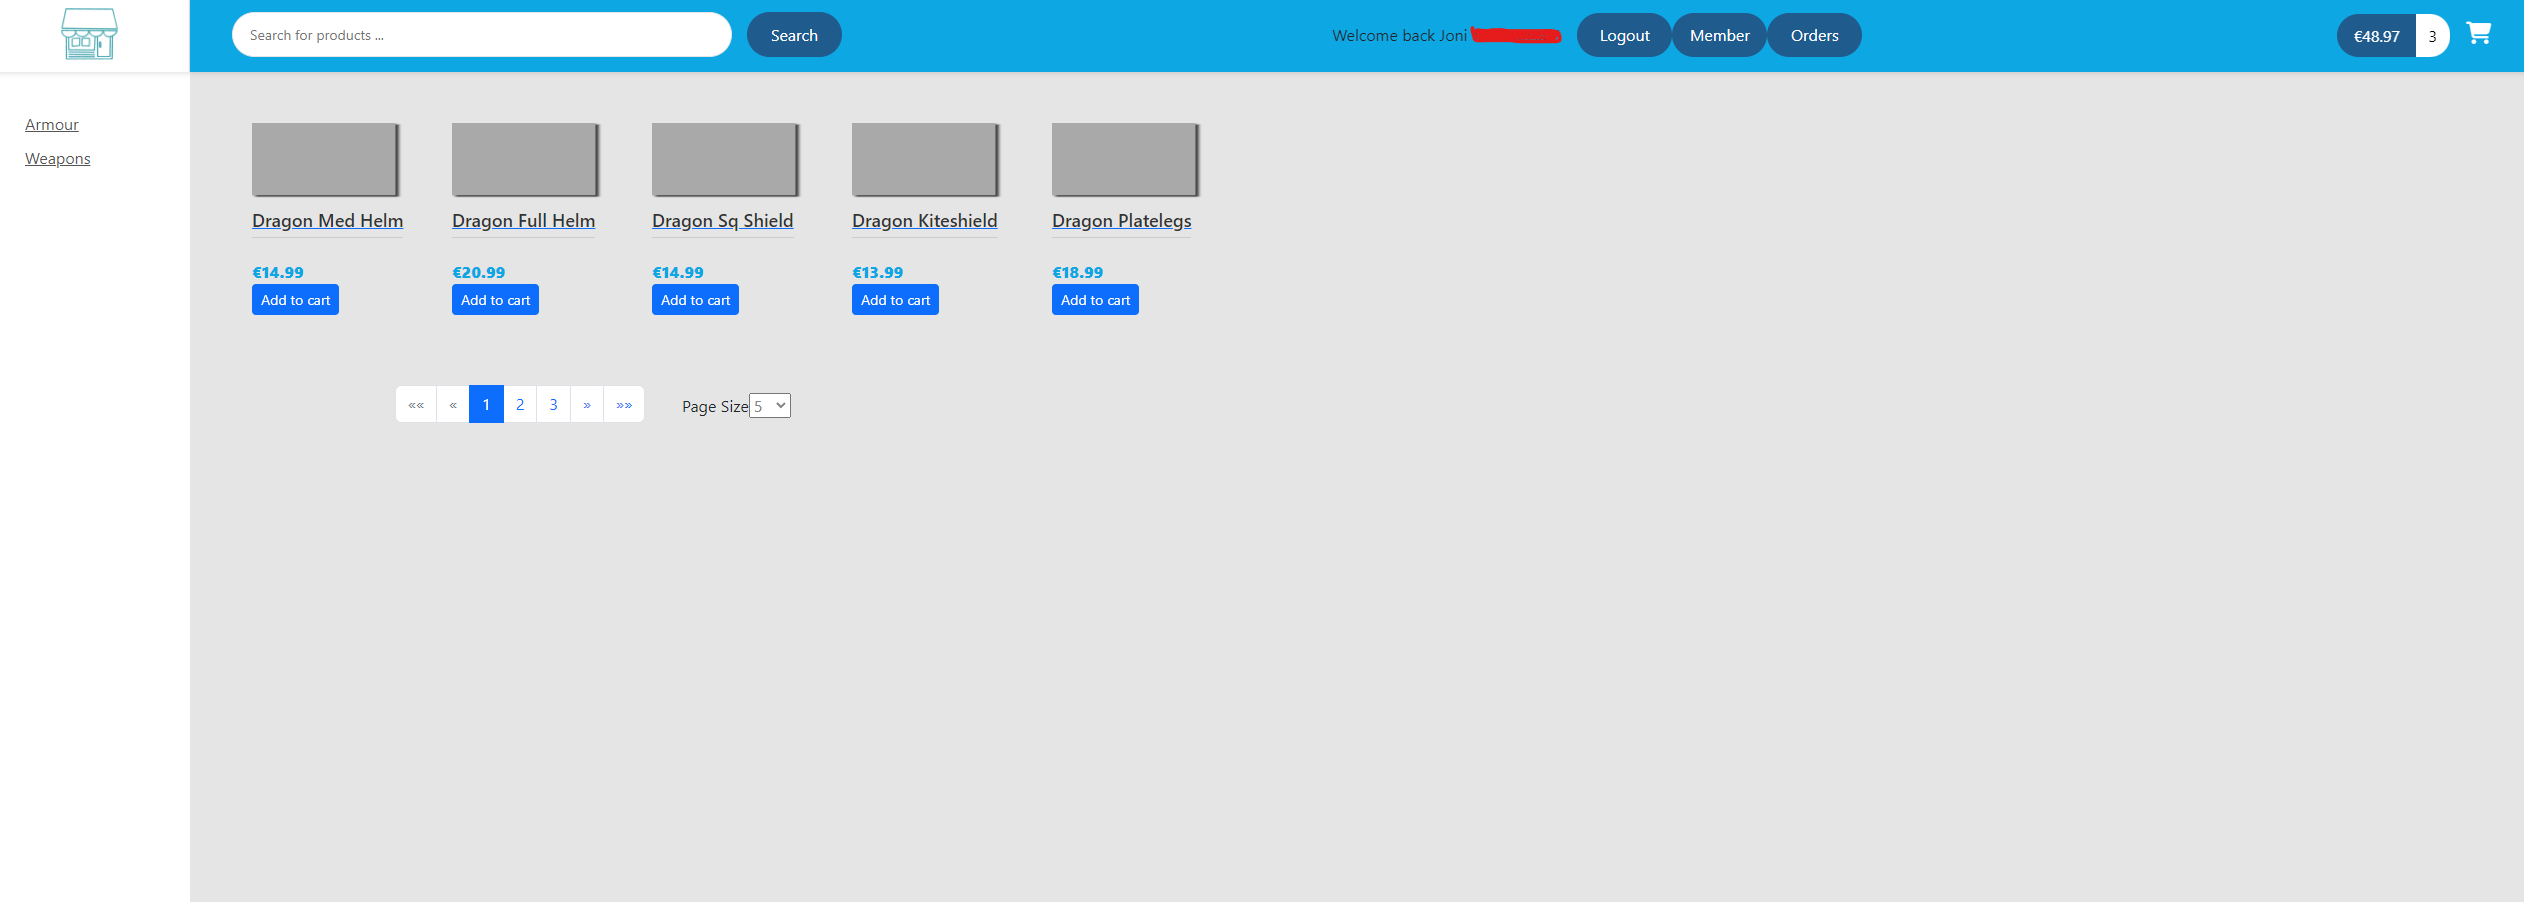 Search for products ... Search Welcome back Joni Logout Member Orders €48.97 3
Armour
Weapons
Dragon Med Helm Dragon Full Helm Dragon Sq Shield Dragon Kiteshield Dragon Platelegs
€14.99 €20.99 €14.99 €13.99 €18.99
Add to cart Add to cart Add to cart Add to cart Add to cart
«« « 1 2 3 » »» Page Size 5